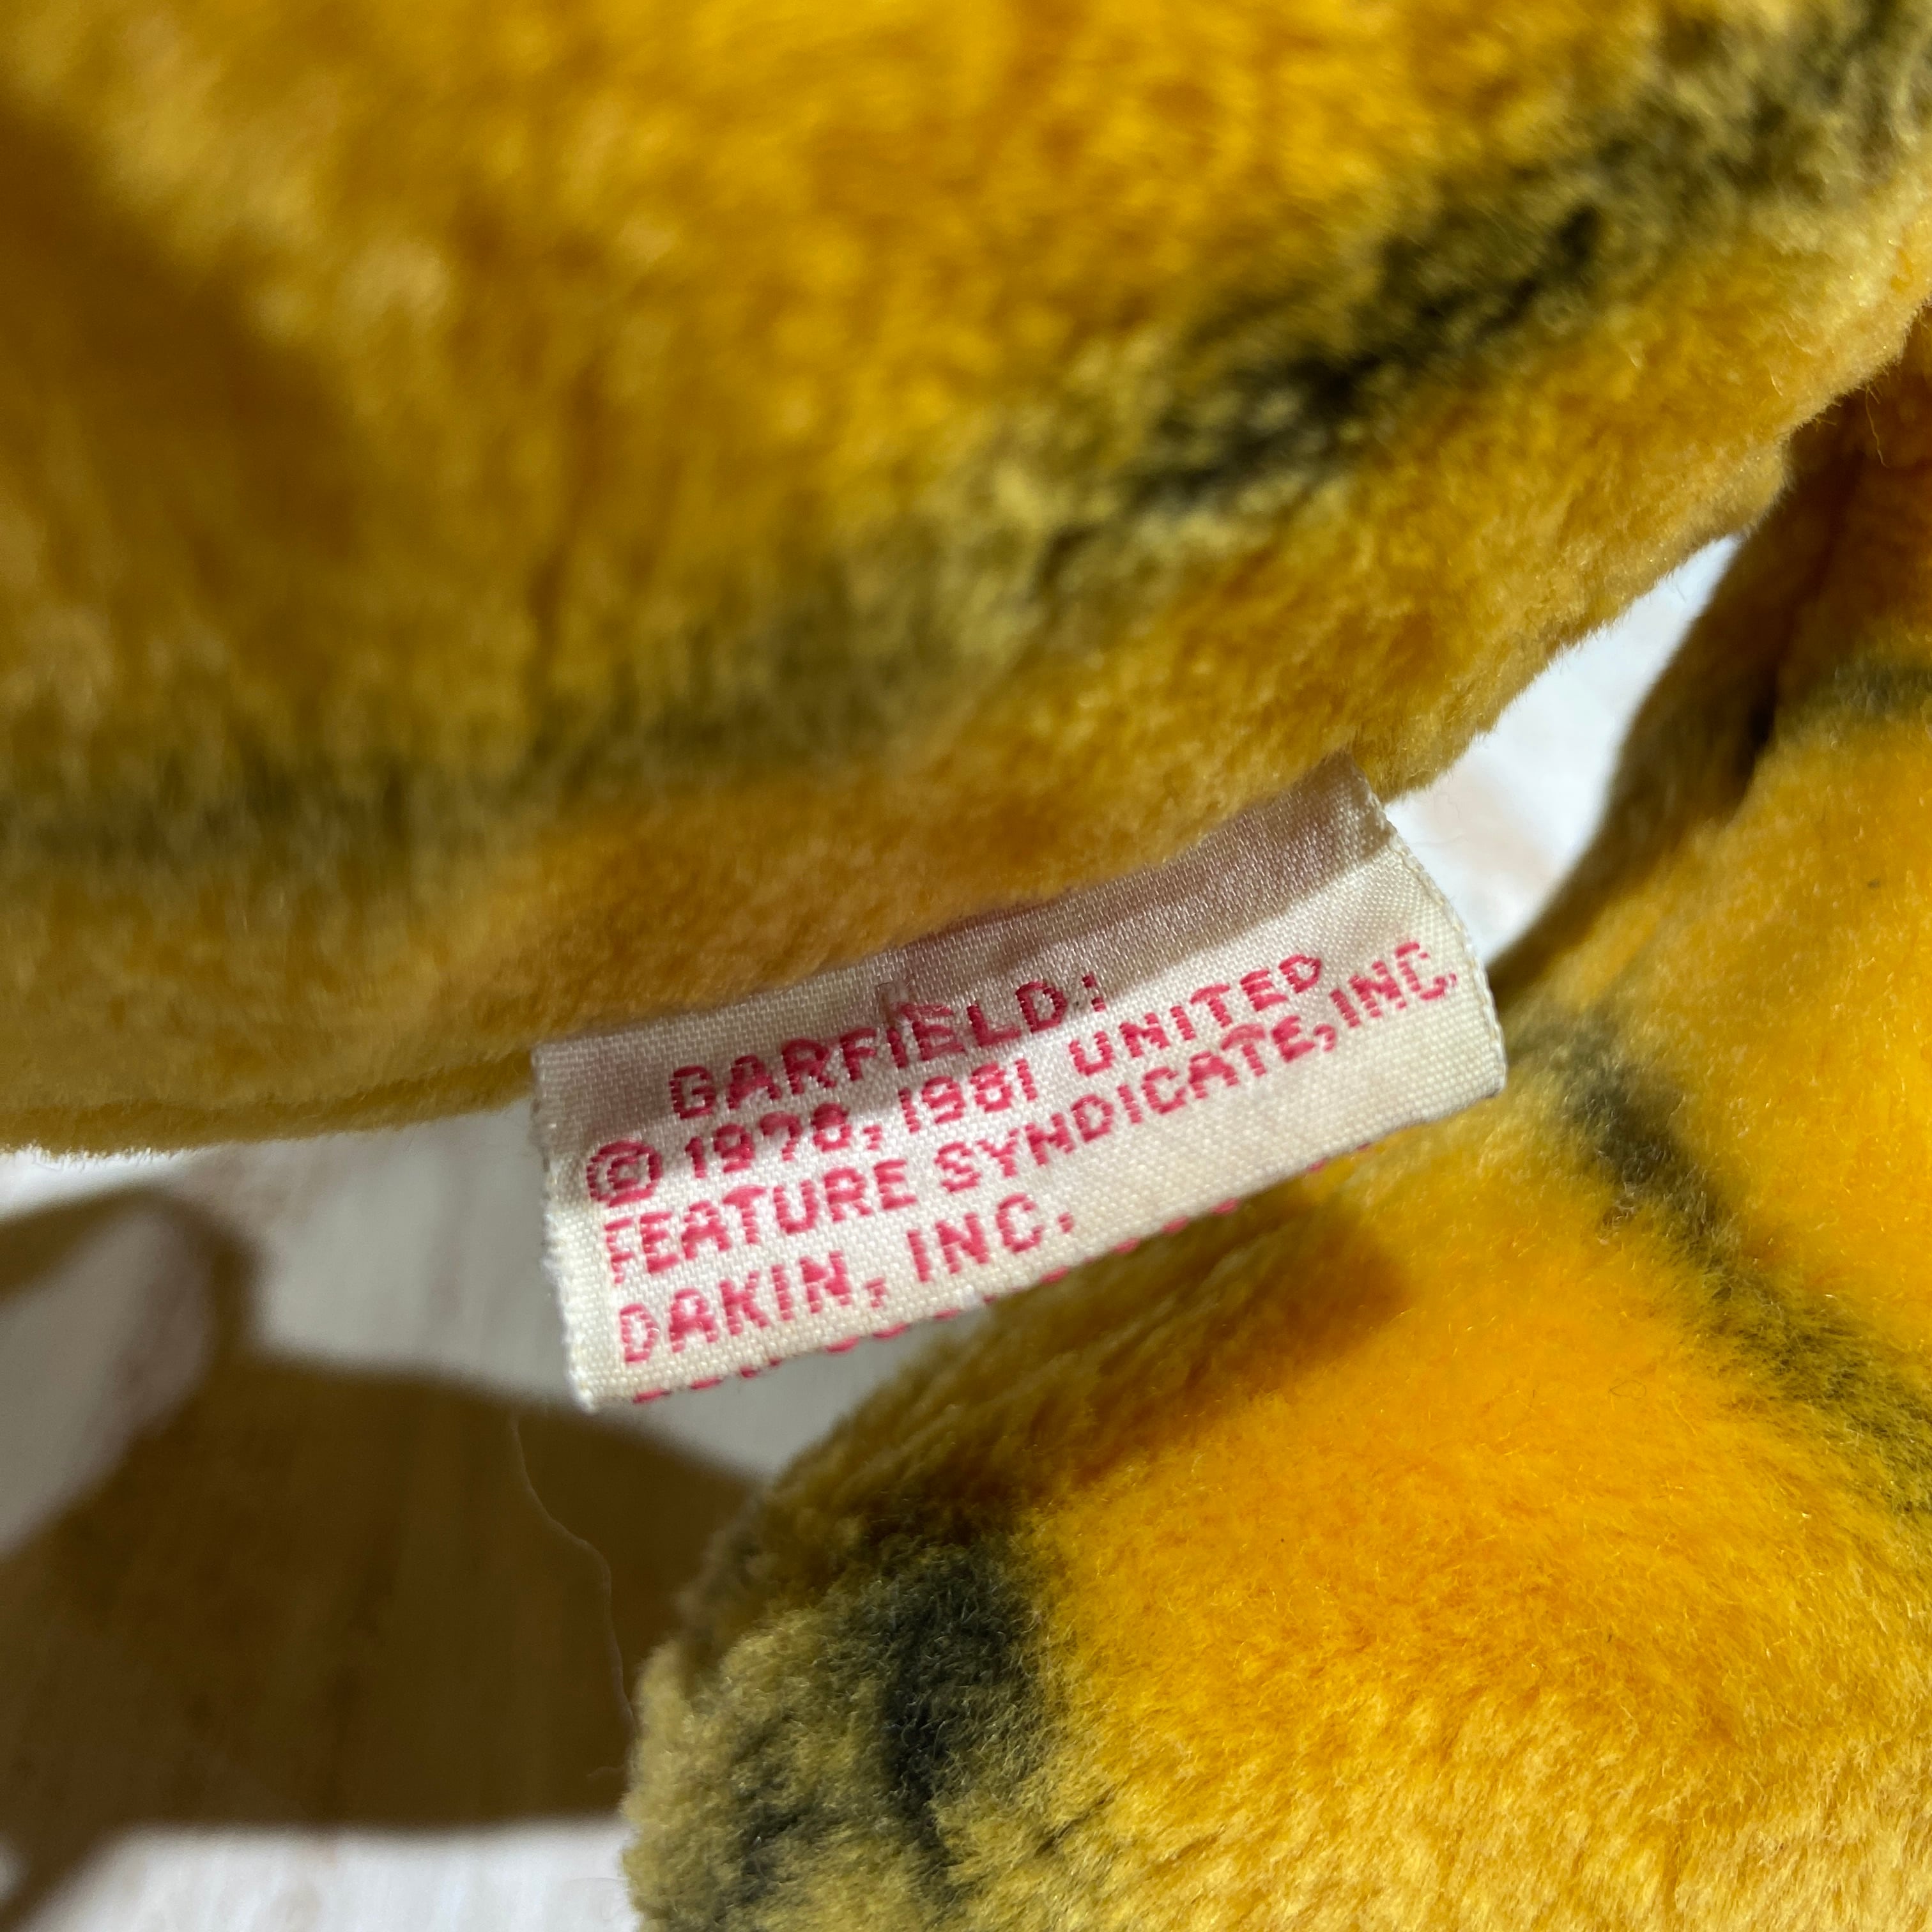 GARFIELD:
© 1978, 1981 UNITED
FEATURE SYNDICATE, INC.
DAKIN, INC.